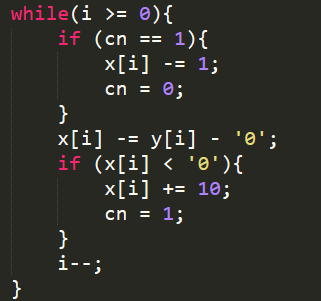 while(i >= 0){
    if (cn == 1){
        x[i] -= 1;
        cn = 0;
    }
    x[i] -= y[i] - '0';
    if (x[i] < '0'){
        x[i] += 10;
        cn = 1;
    }
    i--;
}